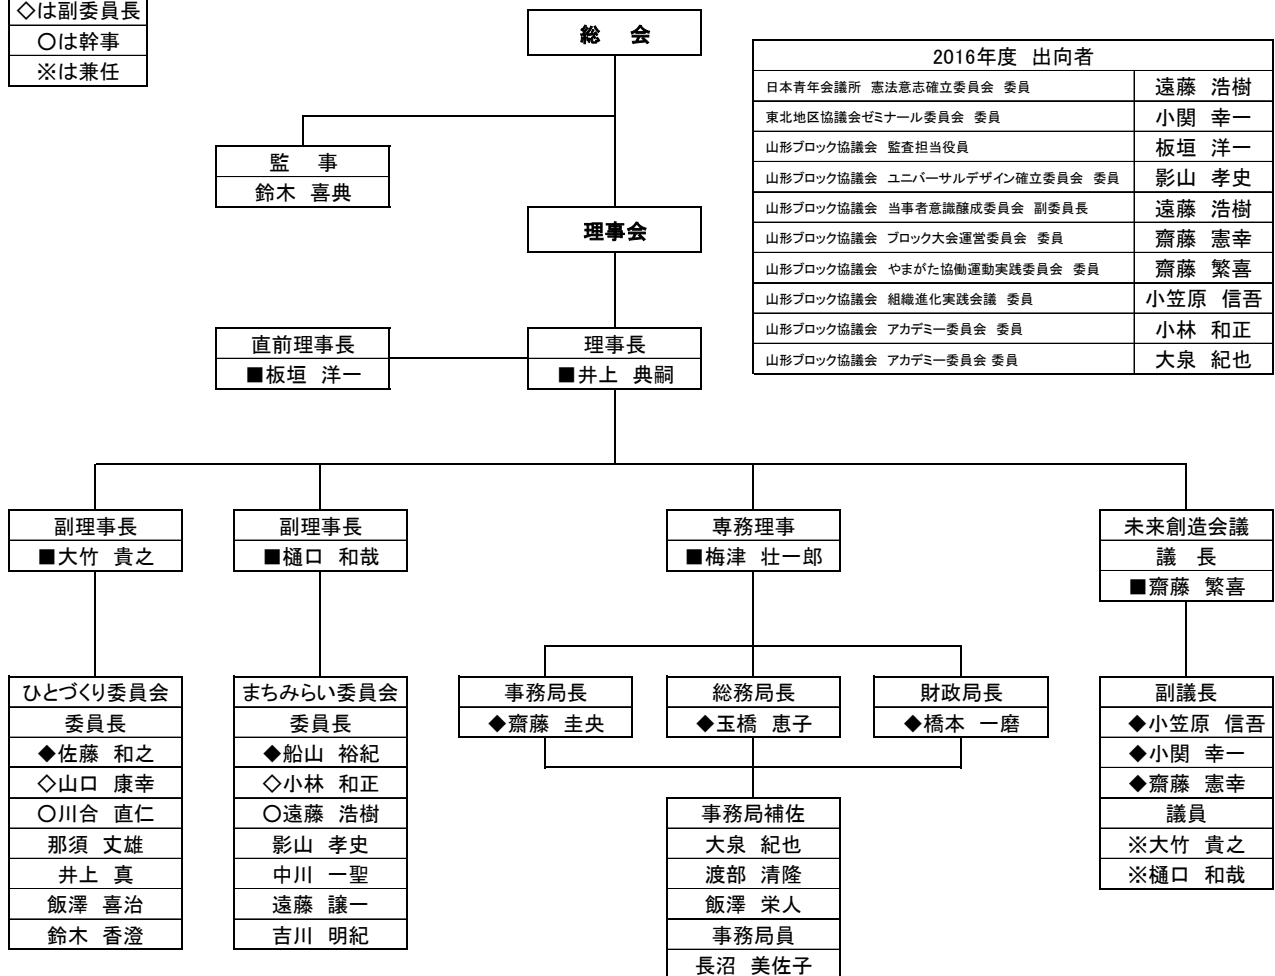 ◇は副委員長
○は幹事
※は兼任
総 会
2016年度 出向者
日本青年会議所 憲法意志確立委員会 委員 遠藤 浩樹
東北地区協議会ゼミナール委員会 委員 小関 幸一
山形ブロック協議会 監査担当役員 板垣 洋一
山形ブロック協議会 ユニバーサルデザイン確立委員会 委員 影山 孝史
山形ブロック協議会 当事者意識醸成委員会 副委員長 遠藤 浩樹
山形ブロック協議会 ブロック大会運営委員会 委員 齋藤 憲幸
山形ブロック協議会 やまがた協働運動実践委員会 委員 齋藤 繁喜
山形ブロック協議会 組織進化実践会議 委員 小笠原 信吾
山形ブロック協議会 アカデミー委員会 委員 小林 和正
山形ブロック協議会 アカデミー委員会 委員 大泉 紀也
監 事
鈴木 喜典
理事会
直前理事長
■板垣 洋一
理事長
■井上 典嗣
副理事長
■大竹 貴之
副理事長
■樋口 和哉
専務理事
■梅津 壮一郎
未来創造会議
議 長
■齋藤 繁喜
ひとづくり委員会
委員長
◆佐藤 和之
◇山口 康幸
○川合 直仁
那須 丈雄
井上 真
飯澤 喜治
鈴木 香澄
まちみらい委員会
委員長
◆船山 裕紀
◇小林 和正
○遠藤 浩樹
影山 孝史
中川 一聖
遠藤 譲一
吉川 明紀
事務局長
◆齋藤 圭央
総務局長
◆玉橋 恵子
財政局長
◆橋本 一磨
事務局補佐
大泉 紀也
渡部 清隆
飯澤 栄人
事務局員
長沼 美佐子
副議長
◆小笠原 信吾
◆小関 幸一
◆齋藤 憲幸
議員
※大竹 貴之
※樋口 和哉